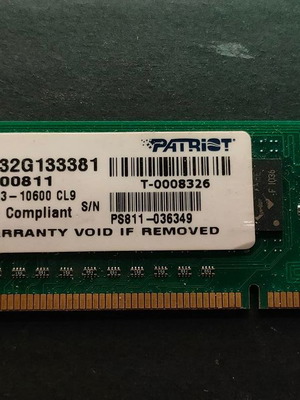 PATRIOT
32G133381
00811
T-0008326
3-10600 CL9
Compliant S/N
PS811-036349
RRANTY VOID IF REMOVED